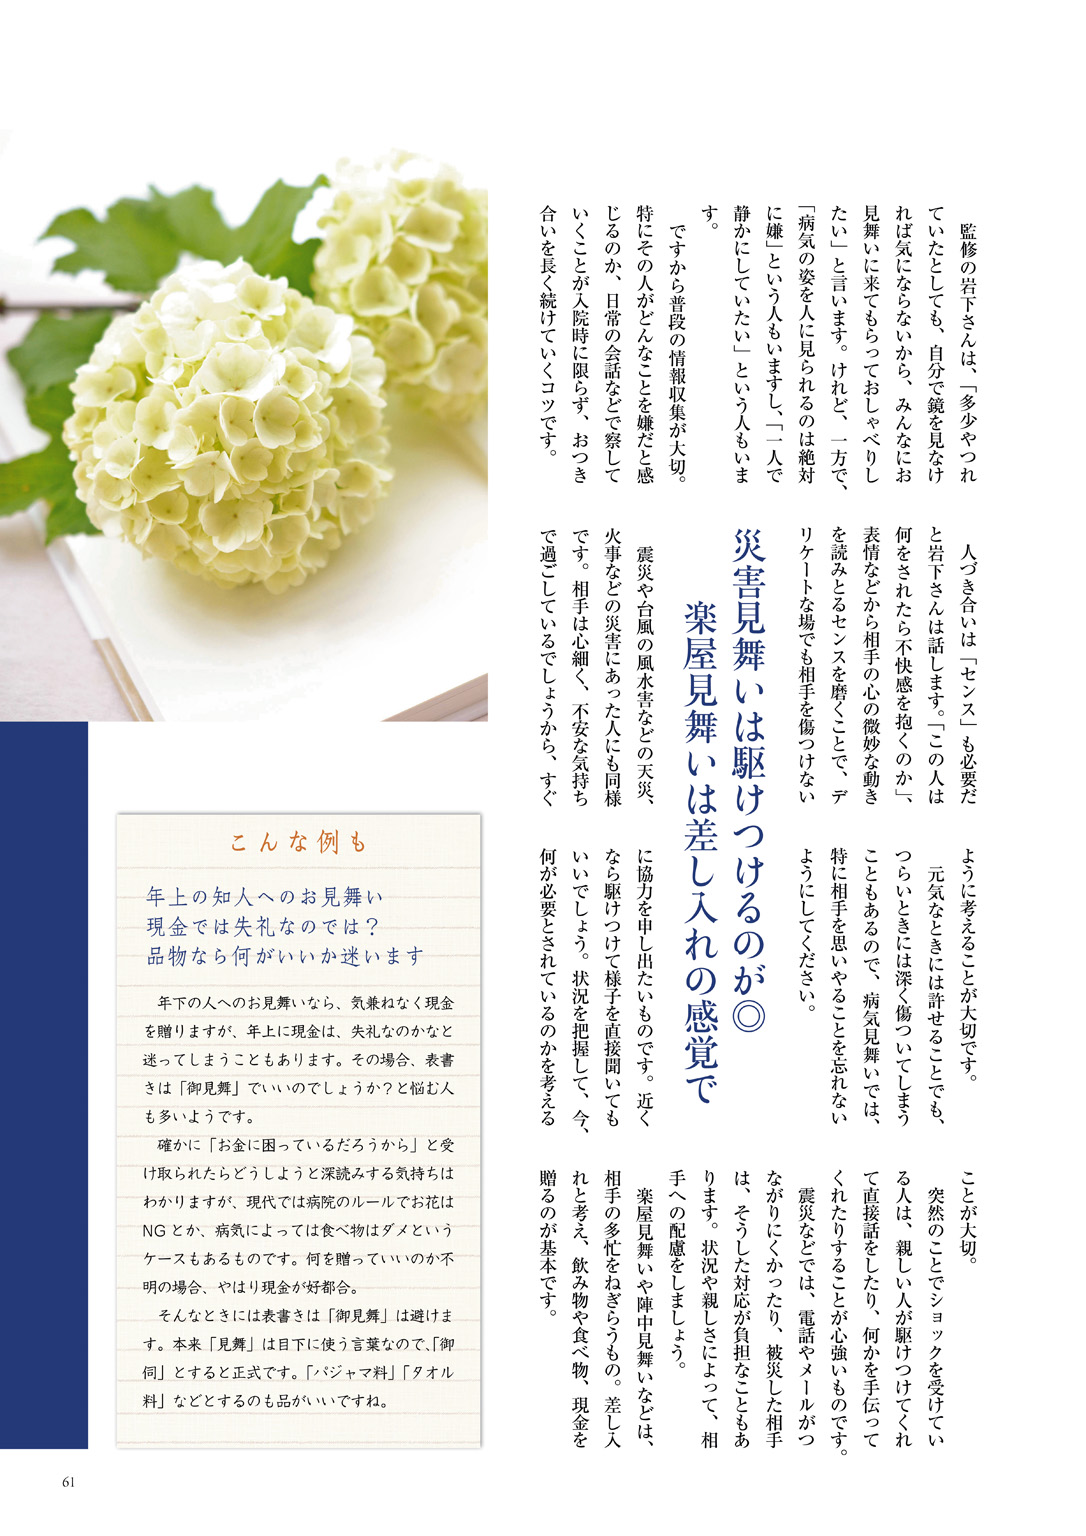 監修の岩下さんは、「多少やつれ
ていたとしても、自分で鏡を見なけ
れば気にならないから、みんなにお
見舞いに来てもらっておしゃべりし
たい」と言います。けれど、一方で、
「病気の姿を人に見られるのは絶対
に嫌」という人もいますし、「一人で
静かにしていたい」という人もいま
す。
ですから普段の情報収集が大切。
特にその人がどんなことを嫌だと感
じるのか、日常の会話などで察して
いくことが入院時に限らず、おつき
合いを長く続けていくコツです。
人づき合いは「センス」も必要だ
と岩下さんは話します。「この人は
何をされたら不快感を抱くのか」、
表情などから相手の心の微妙な動き
を読みとるセンスを磨くことで、デ
リケートな場でも相手を傷つけない
ように考えることが大切です。
元気なときには許せることでも、
つらいときには深く傷ついてしまう
こともあるので、病気見舞いでは、
特に相手を思いやることを忘れない
ようにしてください。
災害見舞いは駆けつけるのが◎
楽屋見舞いは差し入れの感覚で
震災や台風の風水害などの天災、
火事などの災害にあった人にも同様
です。相手は心細く、不安な気持ち
で過ごしているでしょうから、すぐ
に協力を申し出たいものです。近く
なら駆けつけて様子を直接聞いても
いいでしょう。状況を把握して、今、
何が必要とされているのかを考える
ことが大切。
突然のことでショックを受けてい
る人は、親しい人が駆けつけてくれ
て直接話をしたり、何かを手伝って
くれたりすることが心強いものです。
震災などでは、電話やメールがつ
ながりにくかったり、被災した相手
は、そうした対応が負担なこともあ
ります。状況や親しさによって、相
手への配慮をしましょう。
楽屋見舞いや陣中見舞いなどは、
相手の多忙をねぎらうもの。差し入
れと考え、飲み物や食べ物、現金を
贈るのが基本です。
こんな例も
年上の知人へのお見舞い
現金では失礼なのでは？
品物なら何がいいか迷います
年下の人へのお見舞いなら、気兼ねなく現金
を贈りますが、年上に現金は、失礼なのかなと
迷ってしまうこともあります。その場合、表書
きは「御見舞」でいいのでしょうか？と悩む人
も多いようです。
確かに「お金に困っているだろうから」と受
け取られたらどうしようと深読みする気持ちは
わかりますが、現代では病院のルールでお花は
NGとか、病気によっては食べ物はダメという
ケースもあるものです。何を贈っていいのか不
明の場合、やはり現金が好都合。
そんなときには表書きは「御見舞」は避けま
す。本来「見舞」は目下に使う言葉なので、「御
伺」とすると正式です。「パジャマ料」「タオル
料」などとするのも品がいいですね。
61